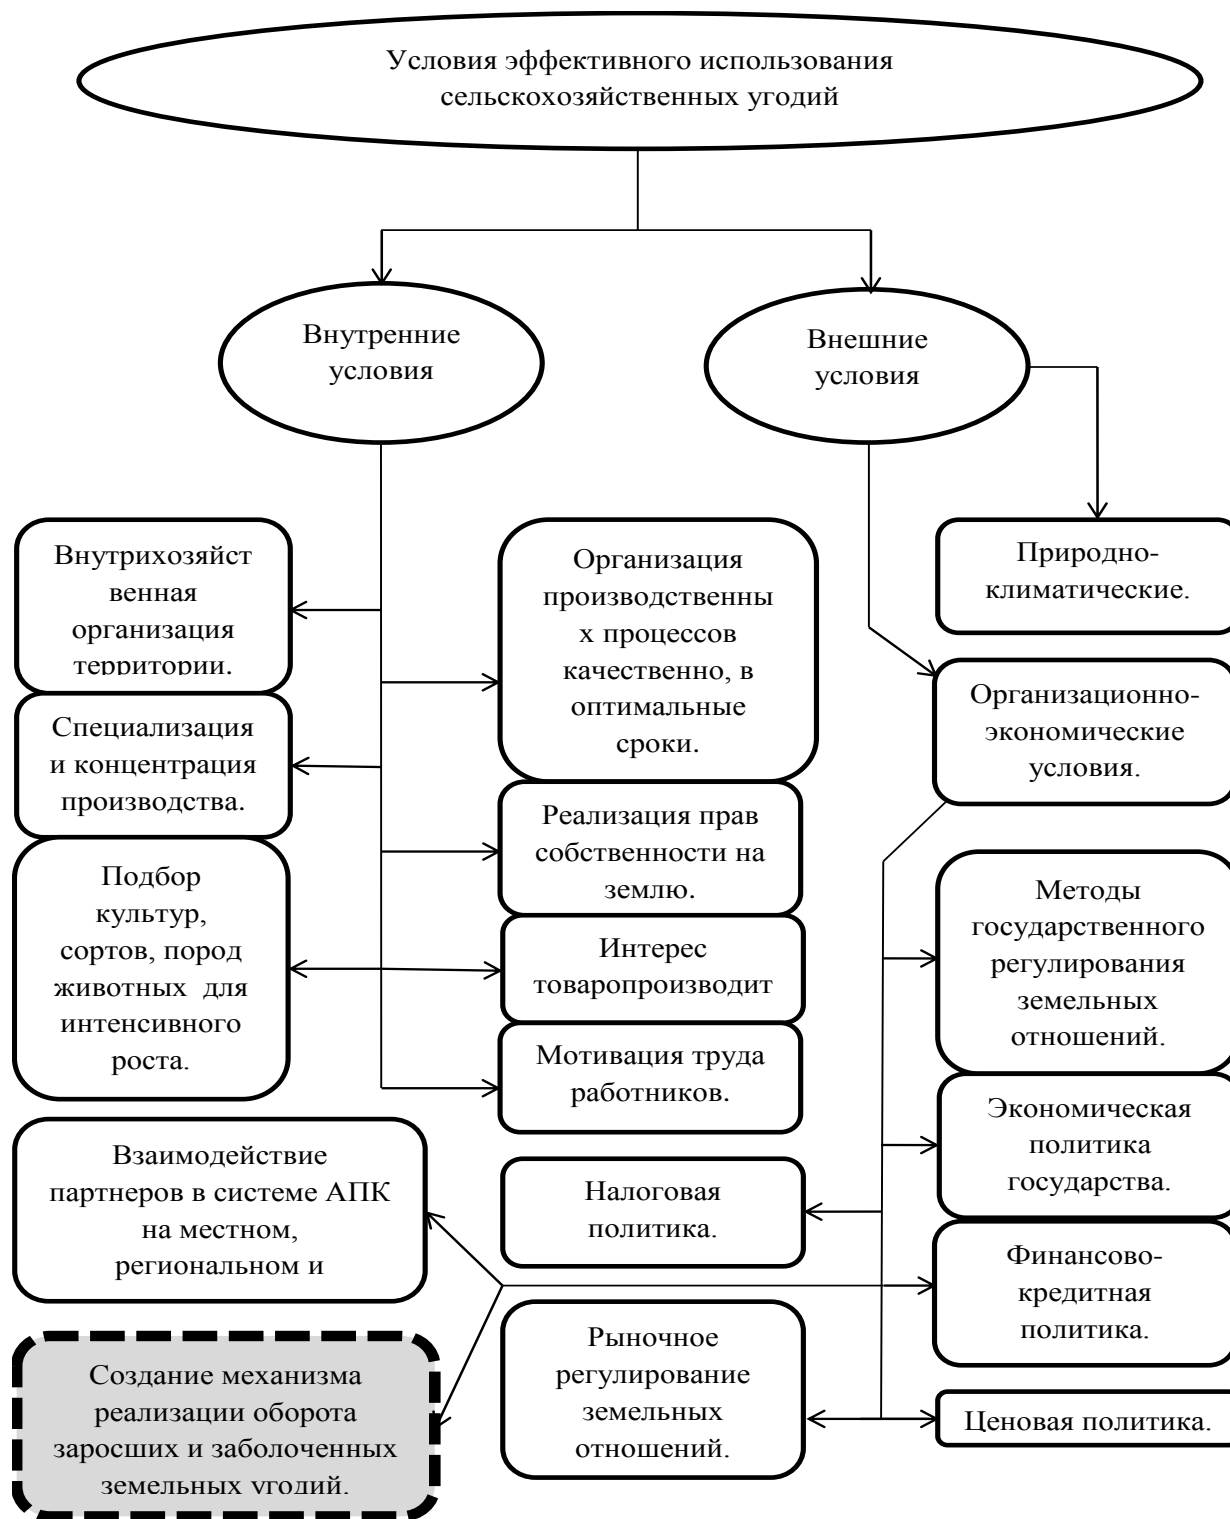 Условия эффективного использования
сельскохозяйственных угодий
Внутренние
условия
Внешние
условия
Внутрихозяйст
венная
организация
территории.
Специализация
и концентрация
производства.
Подбор
культур,
сортов, пород
животных для
интенсивного
роста.
Организация
производственны
х процессов
качественно, в
оптимальные
сроки.
Реализация прав
собственности на
землю.
Интерес
товаропроизводит
Мотивация труда
работников.
Природно-
климатические.
Организационно-
экономические
условия.
Методы
государственного
регулирования
земельных
отношений.
Экономическая
политика
государства.
Финансово-
кредитная
политика.
Ценовая политика.
Налоговая
политика.
Рыночное
регулирование
земельных
отношений.
Взаимодействие
партнеров в системе АПК
на местном,
региональном и
Создание механизма
реализации оборота
заросших и заболоченных
земельных угодий.